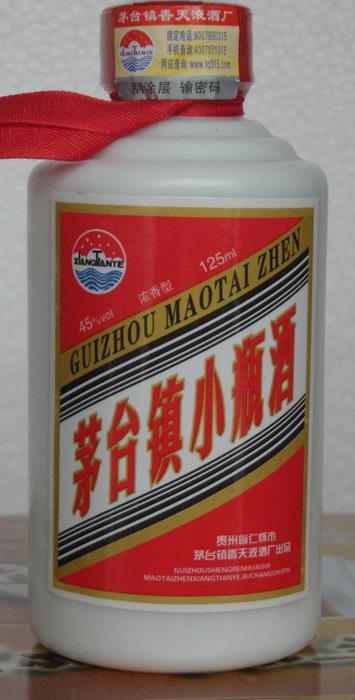 茅台镇香天液酒厂
固定电话:8007890315
手机查询:4007071315
网站查询:www.tq315.com
XIANGTIANYE
刮涂层 输密码
XIANGTIANYE
45%vol 浓香型 125ml
GUIZHOU MAOTAI ZHEN
茅台镇小瓶酒
贵州省仁怀市
茅台镇香天液酒厂出品
GUIZHOUSHENGRENHUAISHI
MAOTAIZHENXIANGTIANYEJIUCHANGCHUPIN